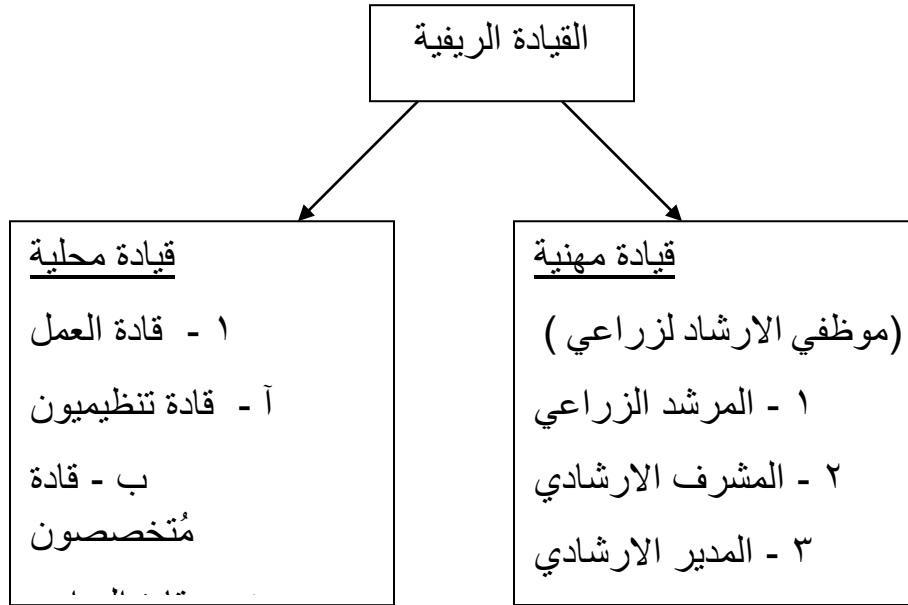 القيادة الريفية
قيادة مهنية
(موظفي الارشاد لزراعي )
١ - المرشد الزراعي
٢ - المشرف الارشادي
٣ - المدير الارشادي
قيادة محلية
١ - قادة العمل
آ - قادة تنظيميون
ب - قادة
مُتخصصون